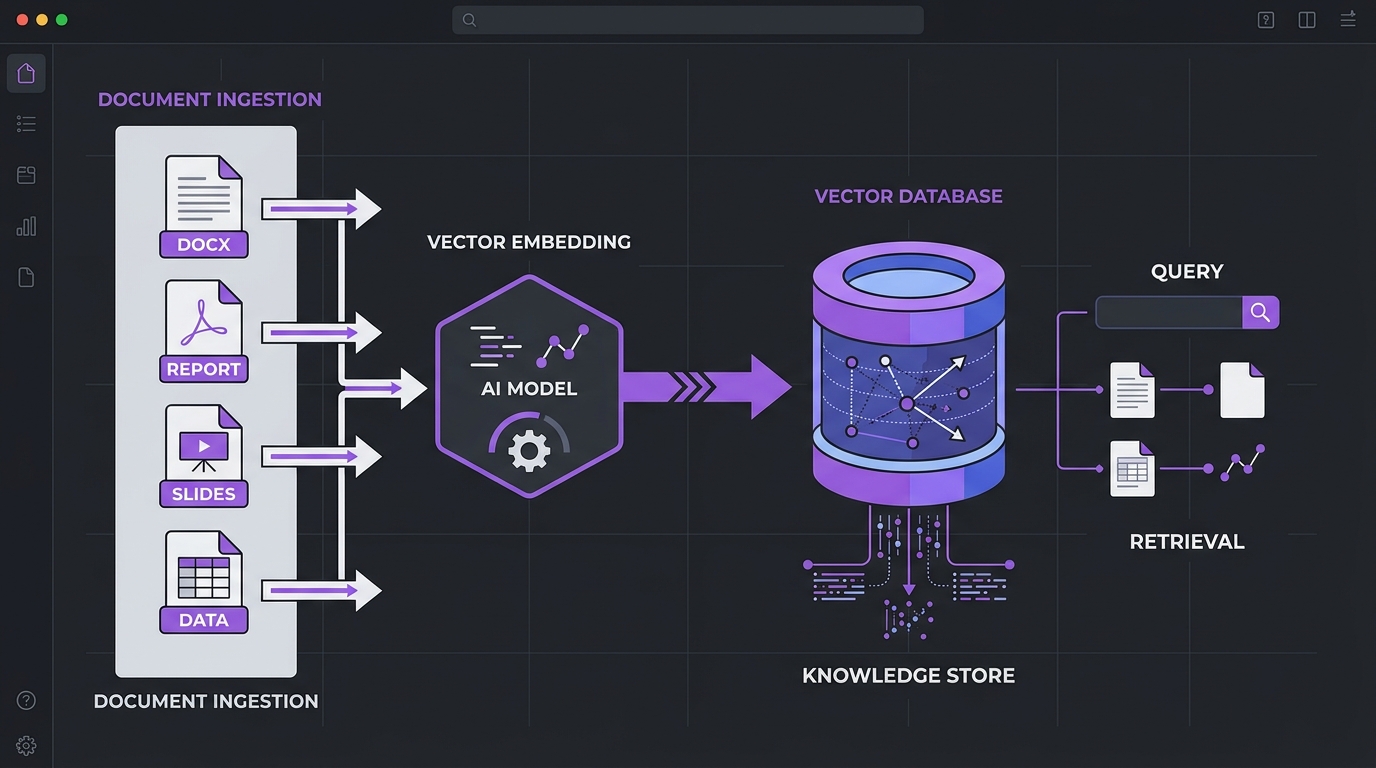 DOCUMENT INGESTION
DOCX
REPORT
SLIDES
DATA
DOCUMENT INGESTION
VECTOR EMBEDDING
AI MODEL
VECTOR DATABASE
KNOWLEDGE STORE
QUERY
RETRIEVAL